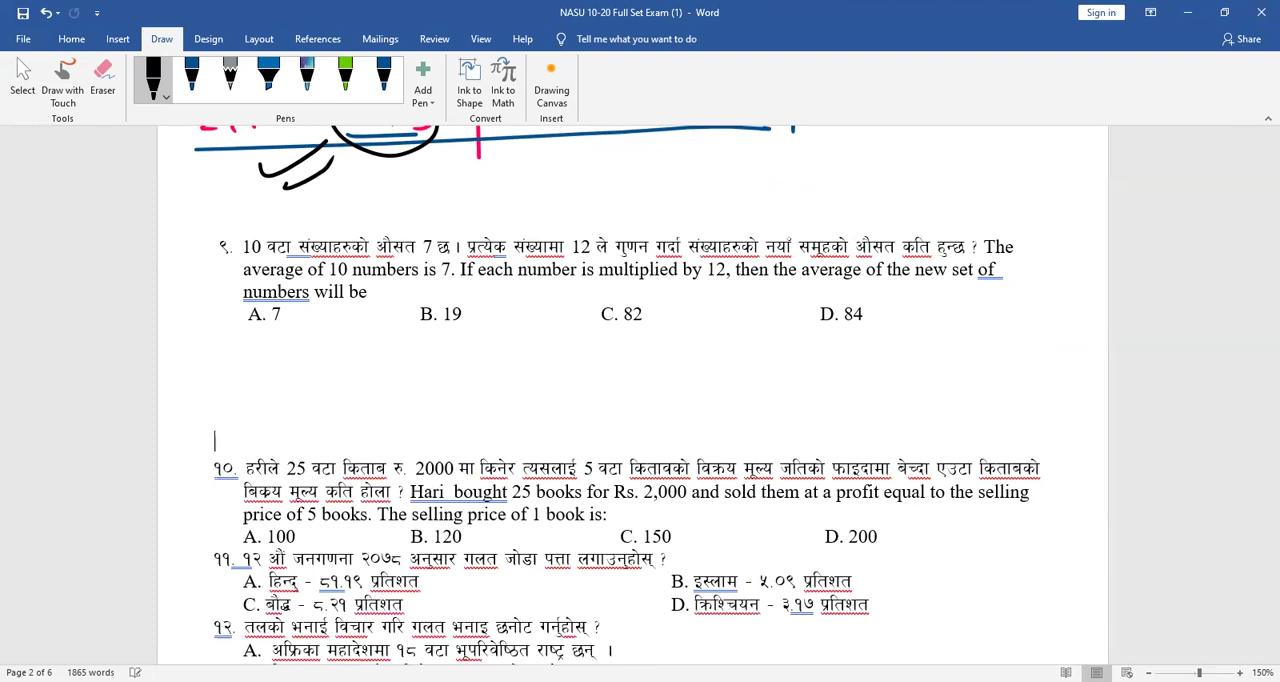 NASU 10-20 Full Set Exam (1) - Word
Sign in
File Home Insert Draw Design Layout References Mailings Review View Help Tell me what you want to do Share
Select Draw with Touch Eraser Add Pen Ink to Shape Ink to Math Drawing Canvas
Tools Pens Convert Insert
९. 10 वटा संख्याहरुको औसत 7 छ । प्रत्येक संख्यामा 12 ले गुणन गर्दा संख्याहरुको नयाँ समूहको औसत कति हुन्छ ? The
average of 10 numbers is 7. If each number is multiplied by 12, then the average of the new set of
numbers will be
A. 7 B. 19 C. 82 D. 84
१०. हरीले 25 वटा किताब रु. 2000 मा किनेर त्यसलाई 5 वटा कितावको विक्रय मूल्य जतिको फाइदामा बेच्दा एउटा किताबको
बिक्रय मूल्य कति होला ? Hari bought 25 books for Rs. 2,000 and sold them at a profit equal to the selling
price of 5 books. The selling price of 1 book is:
A. 100 B. 120 C. 150 D. 200
११. १२ औं जनगणना २०७८ अनुसार गलत जोडा पत्ता लगाउनुहोस् ?
A. हिन्दु - ८१.१९ प्रतिशत B. इस्लाम - ५.०९ प्रतिशत
C. बौद्ध - ८.२१ प्रतिशत D. क्रिश्चियन - ३.१७ प्रतिशत
१२. तलको भनाई विचार गरि गलत भनाइ छनोट गर्नुहोस् ?
A. अफ्रिका महादेशमा १८ वटा भूपरिवेष्ठित राष्ट्र छन् ।
Page 2 of 6 1865 words 150%